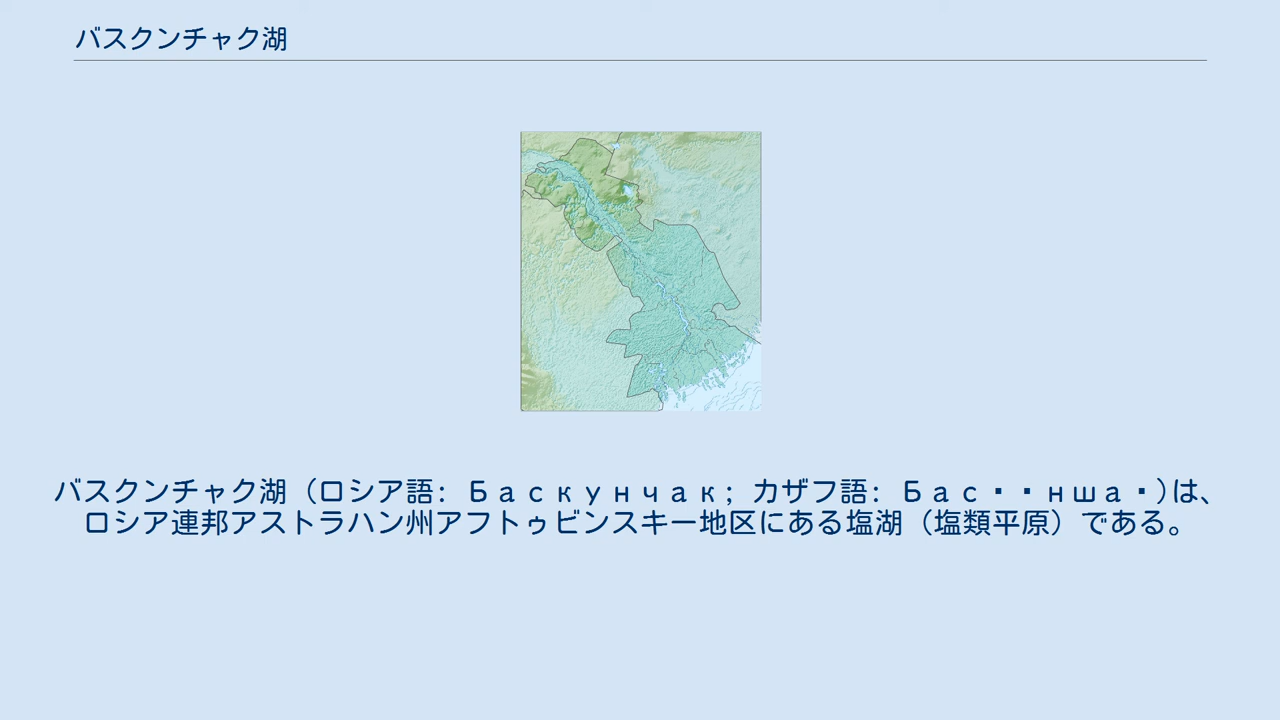 バスクンチャク湖
バスクンチャク湖（ロシア語：Баскунчак；カザフ語：Бас▪▪нша▪）は、
ロシア連邦アストラハン州アフトゥビンスキー地区にある塩湖（塩類平原）である。